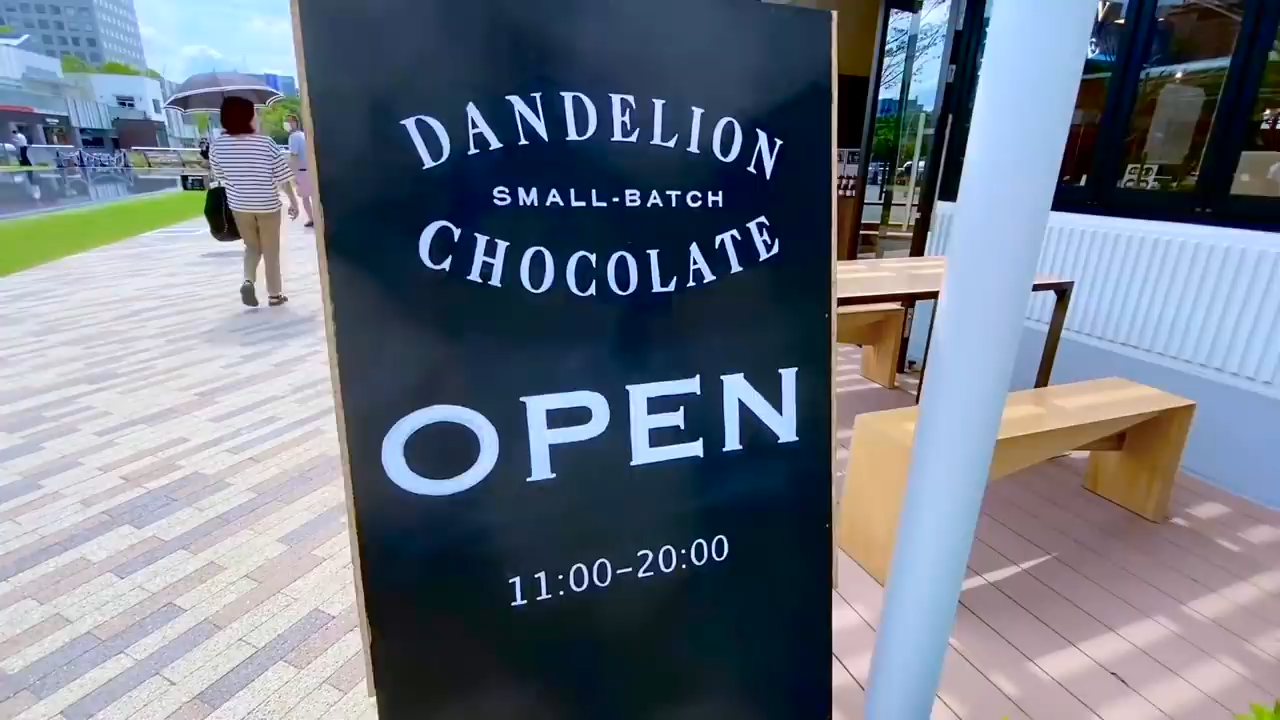 DANDELION
SMALL-BATCH
CHOCOLATE
OPEN
11:00-20:00